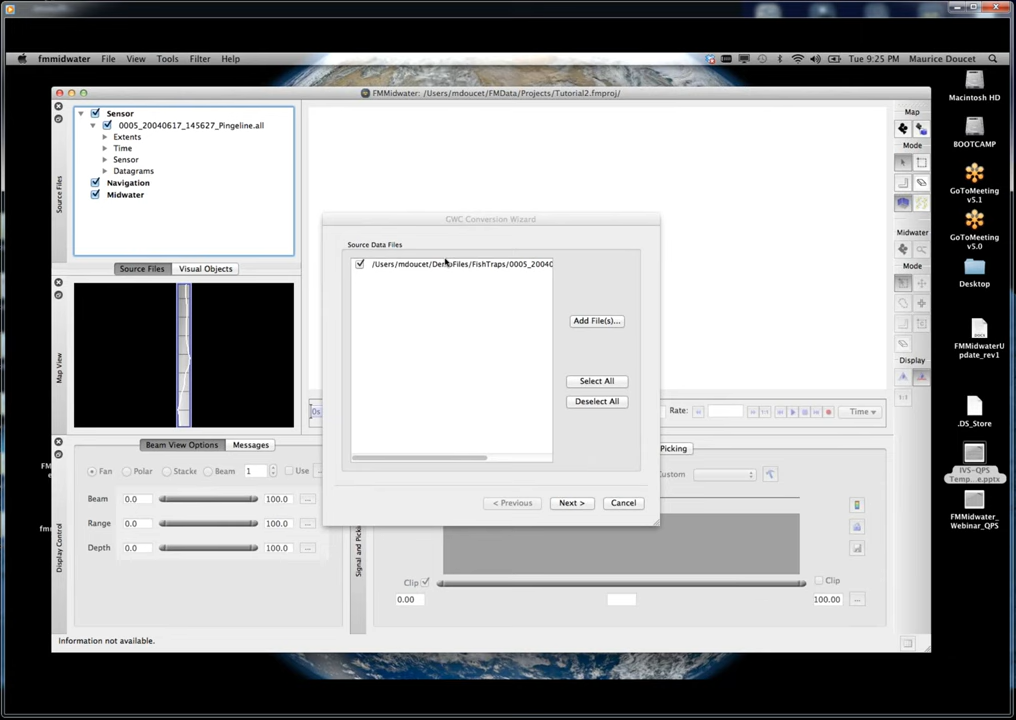 fmmidwater File View Tools Filter Help
Tue 9:25 PM Maurice Doucet
FMMidwater: /Users/mdoucet/FMData/Projects/Tutorial2.fmproj/
Source Files
Sensor
0005_20040617_145627_Pingeline.all
Extents
Time
Sensor
Datagrams
Navigation
Midwater
Source Files Visual Objects
Map View
CWC Conversion Wizard
Source Data Files
/Users/mdoucet/DemoFiles/FishTraps/0005_20040
Add File(s)...
Select All
Deselect All
< Previous Next > Cancel
Map
Mode
Midwater
Mode
Display
1:1
0s
Rate:
Time
Display Control
Beam View Options Messages
Fan Polar Stacke Beam 1 Use
Beam 0.0 100.0 ...
Range 0.0 100.0 ...
Depth 0.0 100.0 ...
Signal and Picking
Picking
ustom
Clip
Clip
0.00
100.00 ...
Information not available.
Macintosh HD
BOOTCAMP
GoToMeeting
v5.1
GoToMeeting
v5.0
Desktop
FMMidwaterU
pdate_rev1
.DS_Store
IVS-QPS
Temp...e.pptx
FMMidwater_
Webinar_QPS